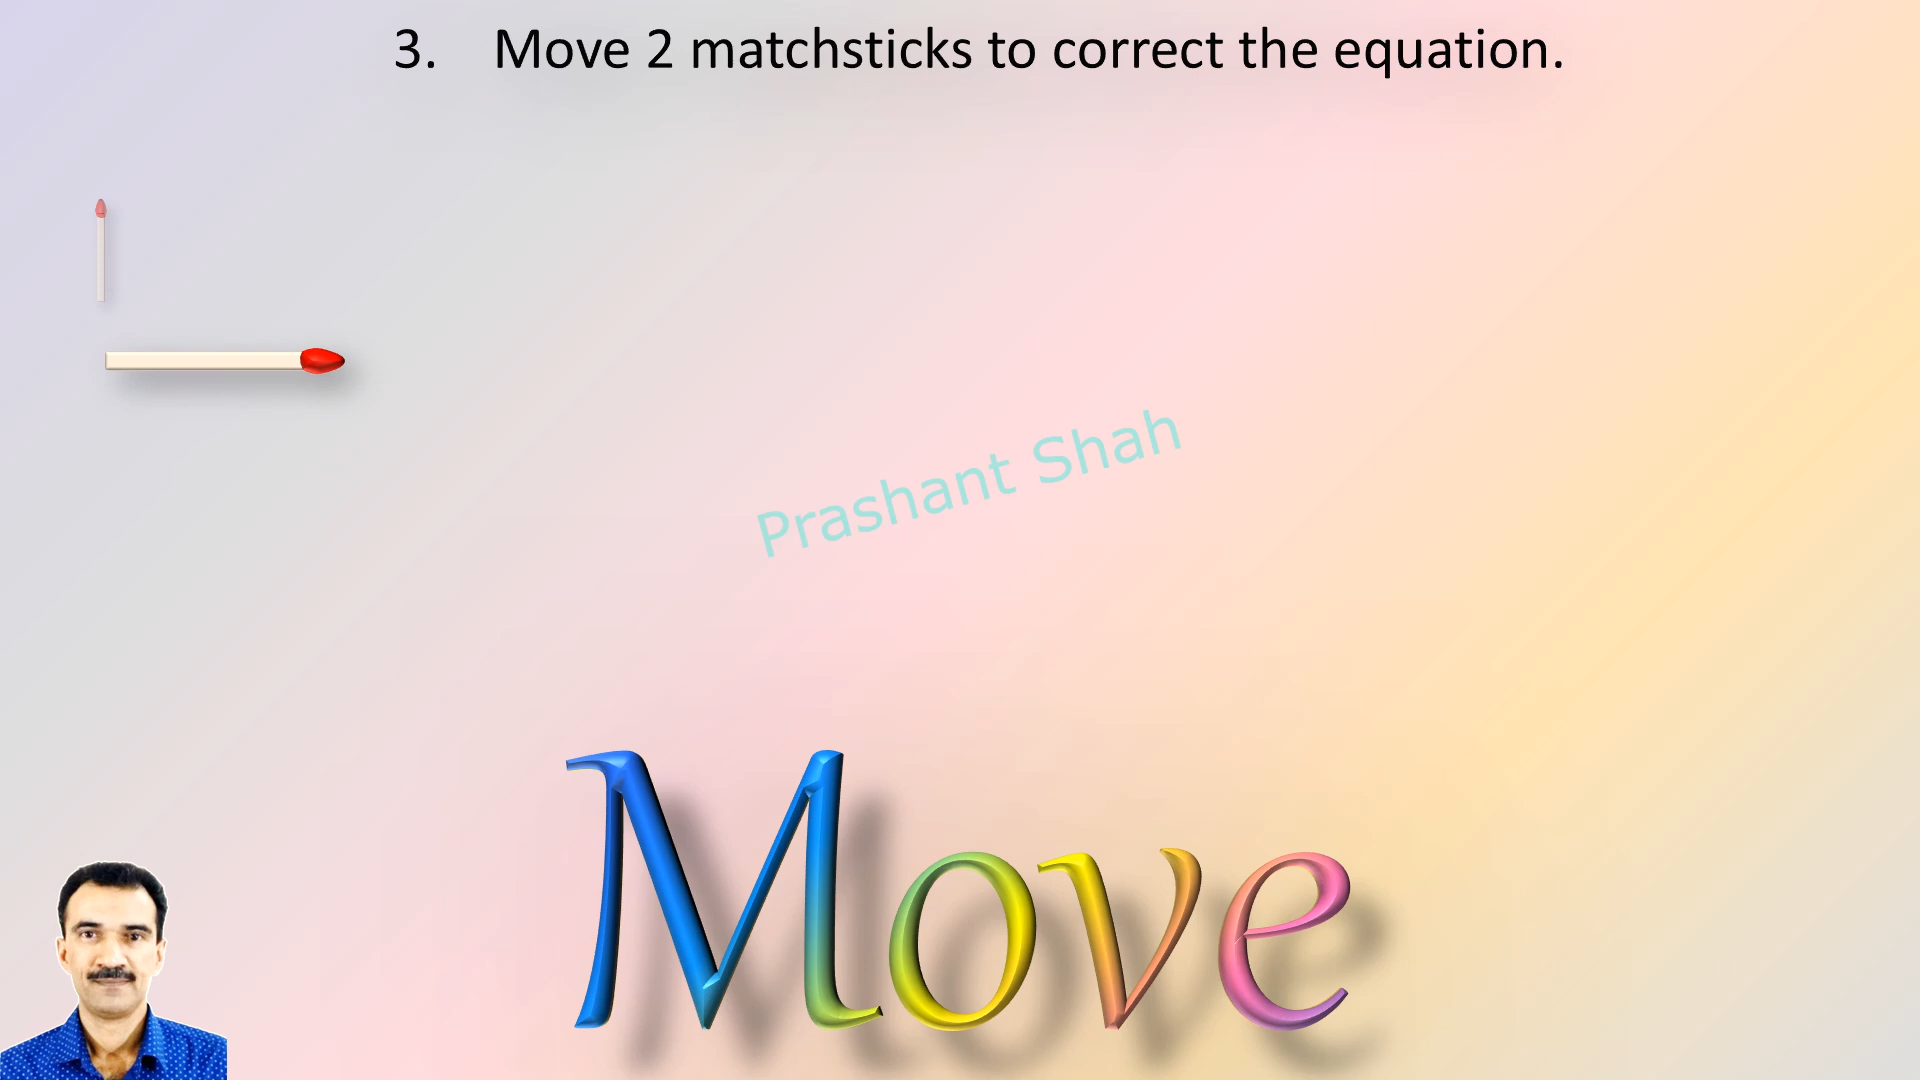 3. Move 2 matchsticks to correct the equation.
Prashant Shah
Move